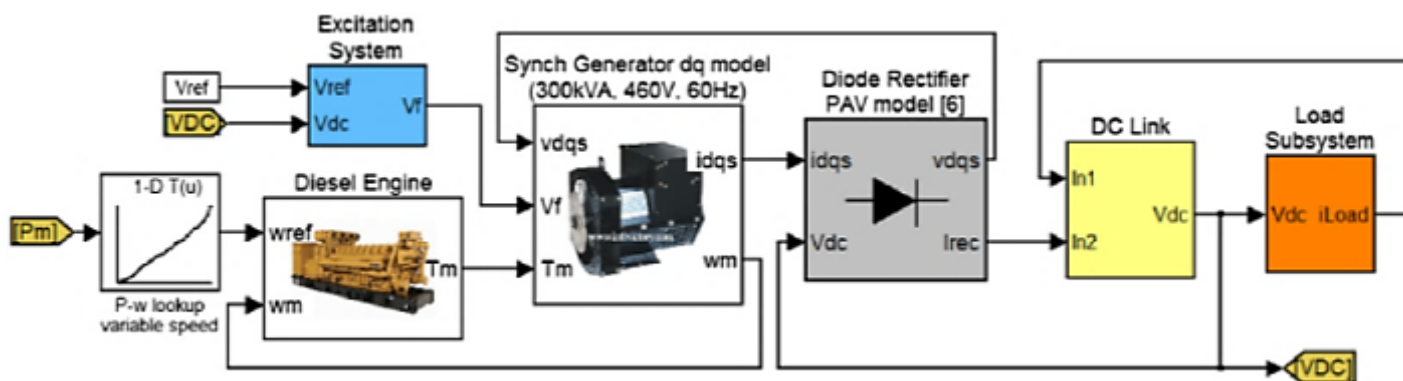 Excitation
System
Vref
Vref
Vf
[VDC]
Vdc
Synch Generator dq model
(300kVA, 460V, 60Hz)
vdqs
idqs
Vf
Tm
wm
Diode Rectifier
PAV model [6]
idqs
vdqs
Vdc
Irec
DC Link
In1
Vdc
In2
Load
Subsystem
Vdc iLoad
1-D T(u)
[Pm]
P-w lookup
variable speed
Diesel Engine
wref
Tm
wm
[VDC]